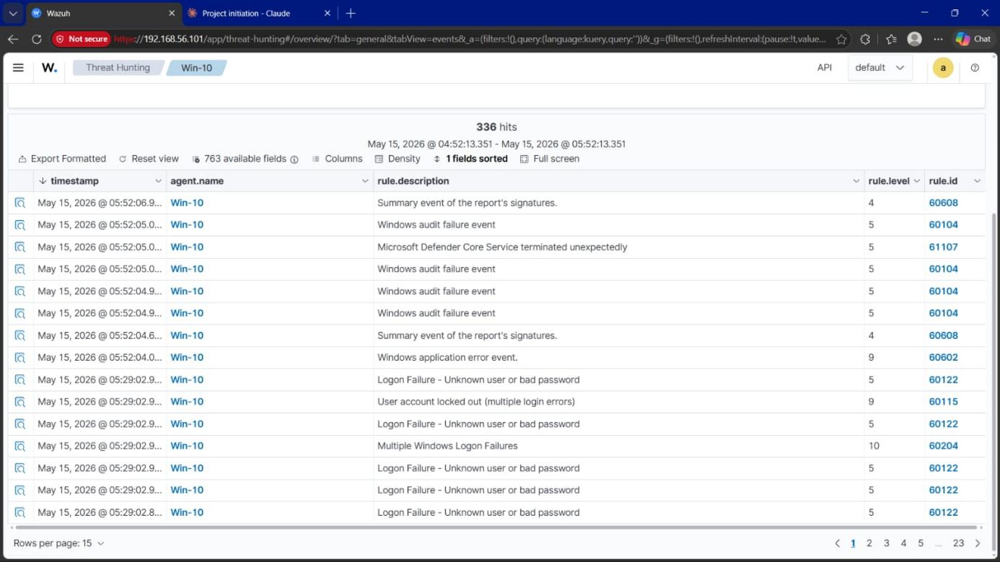 Wazuh
Project initiation - Claude
Not secure https://192.168.56.101/app/threat-hunting#/overview/?tab=general&tabView=events&_a=(filters:!(),query:(language:kuery,query:''))&_g=(filters:!(),refreshInterval:(pause:!t,value... Chat
W. Threat Hunting Win-10 API default a
336 hits
May 15, 2026 @ 04:52:13.351 - May 15, 2026 @ 05:52:13.351
Export Formatted Reset view 763 available fields Columns Density 1 fields sorted Full screen
timestamp agent.name rule.description rule.level rule.id
May 15, 2026 @ 05:52:06.9... Win-10 Summary event of the report's signatures. 4 60608
May 15, 2026 @ 05:52:05.0... Win-10 Windows audit failure event 5 60104
May 15, 2026 @ 05:52:05.0... Win-10 Microsoft Defender Core Service terminated unexpectedly 5 61107
May 15, 2026 @ 05:52:05.0... Win-10 Windows audit failure event 5 60104
May 15, 2026 @ 05:52:04.9... Win-10 Windows audit failure event 5 60104
May 15, 2026 @ 05:52:04.9... Win-10 Windows audit failure event 5 60104
May 15, 2026 @ 05:52:04.6... Win-10 Summary event of the report's signatures. 4 60608
May 15, 2026 @ 05:52:04.0... Win-10 Windows application error event. 9 60602
May 15, 2026 @ 05:29:02.9... Win-10 Logon Failure - Unknown user or bad password 5 60122
May 15, 2026 @ 05:29:02.9... Win-10 User account locked out (multiple login errors) 9 60115
May 15, 2026 @ 05:29:02.9... Win-10 Logon Failure - Unknown user or bad password 5 60122
May 15, 2026 @ 05:29:02.9... Win-10 Multiple Windows Logon Failures 10 60204
May 15, 2026 @ 05:29:02.9... Win-10 Logon Failure - Unknown user or bad password 5 60122
May 15, 2026 @ 05:29:02.9... Win-10 Logon Failure - Unknown user or bad password 5 60122
May 15, 2026 @ 05:29:02.8... Win-10 Logon Failure - Unknown user or bad password 5 60122
Rows per page: 15 1 2 3 4 5 ... 23